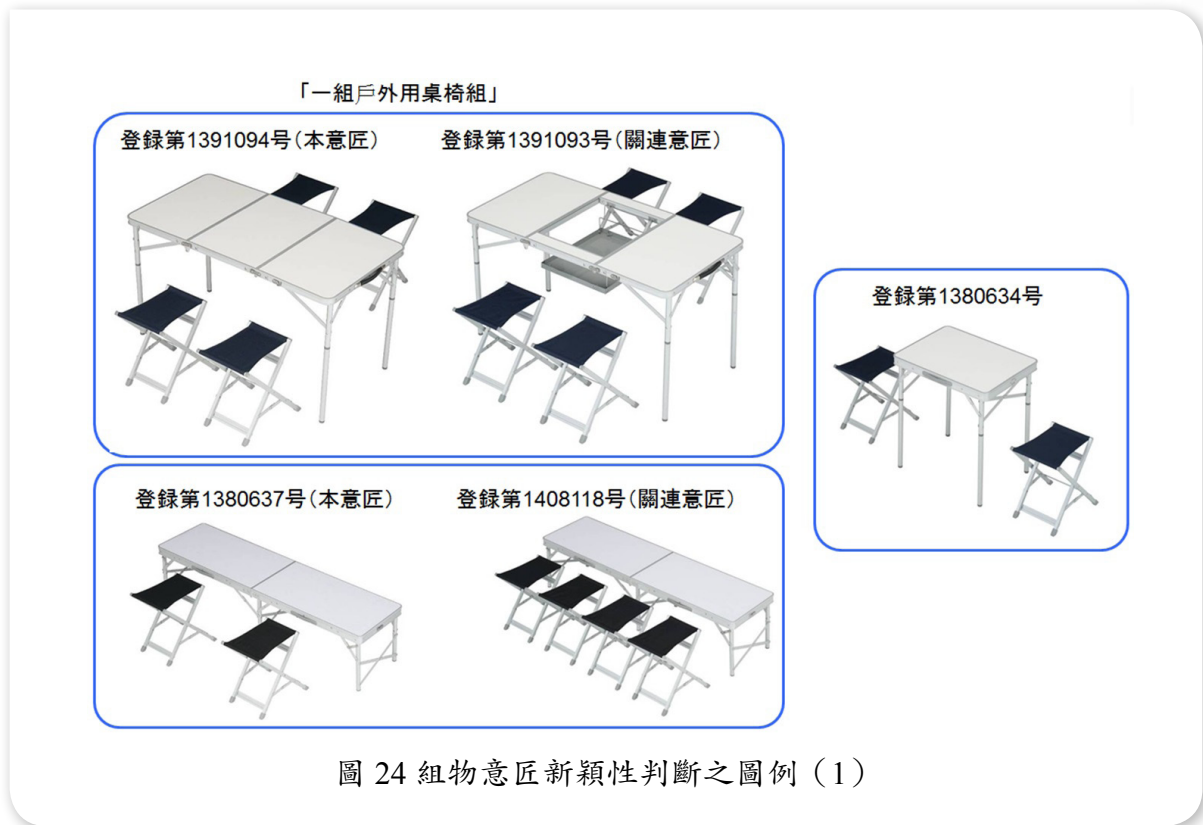 「一組戶外用桌椅組」
登録第1391094号(本意匠)
登録第1391093号(關連意匠)
登録第1380634号
登録第1380637号(本意匠)
登録第1408118号(關連意匠)
圖 24 組物意匠新穎性判斷之圖例（1）